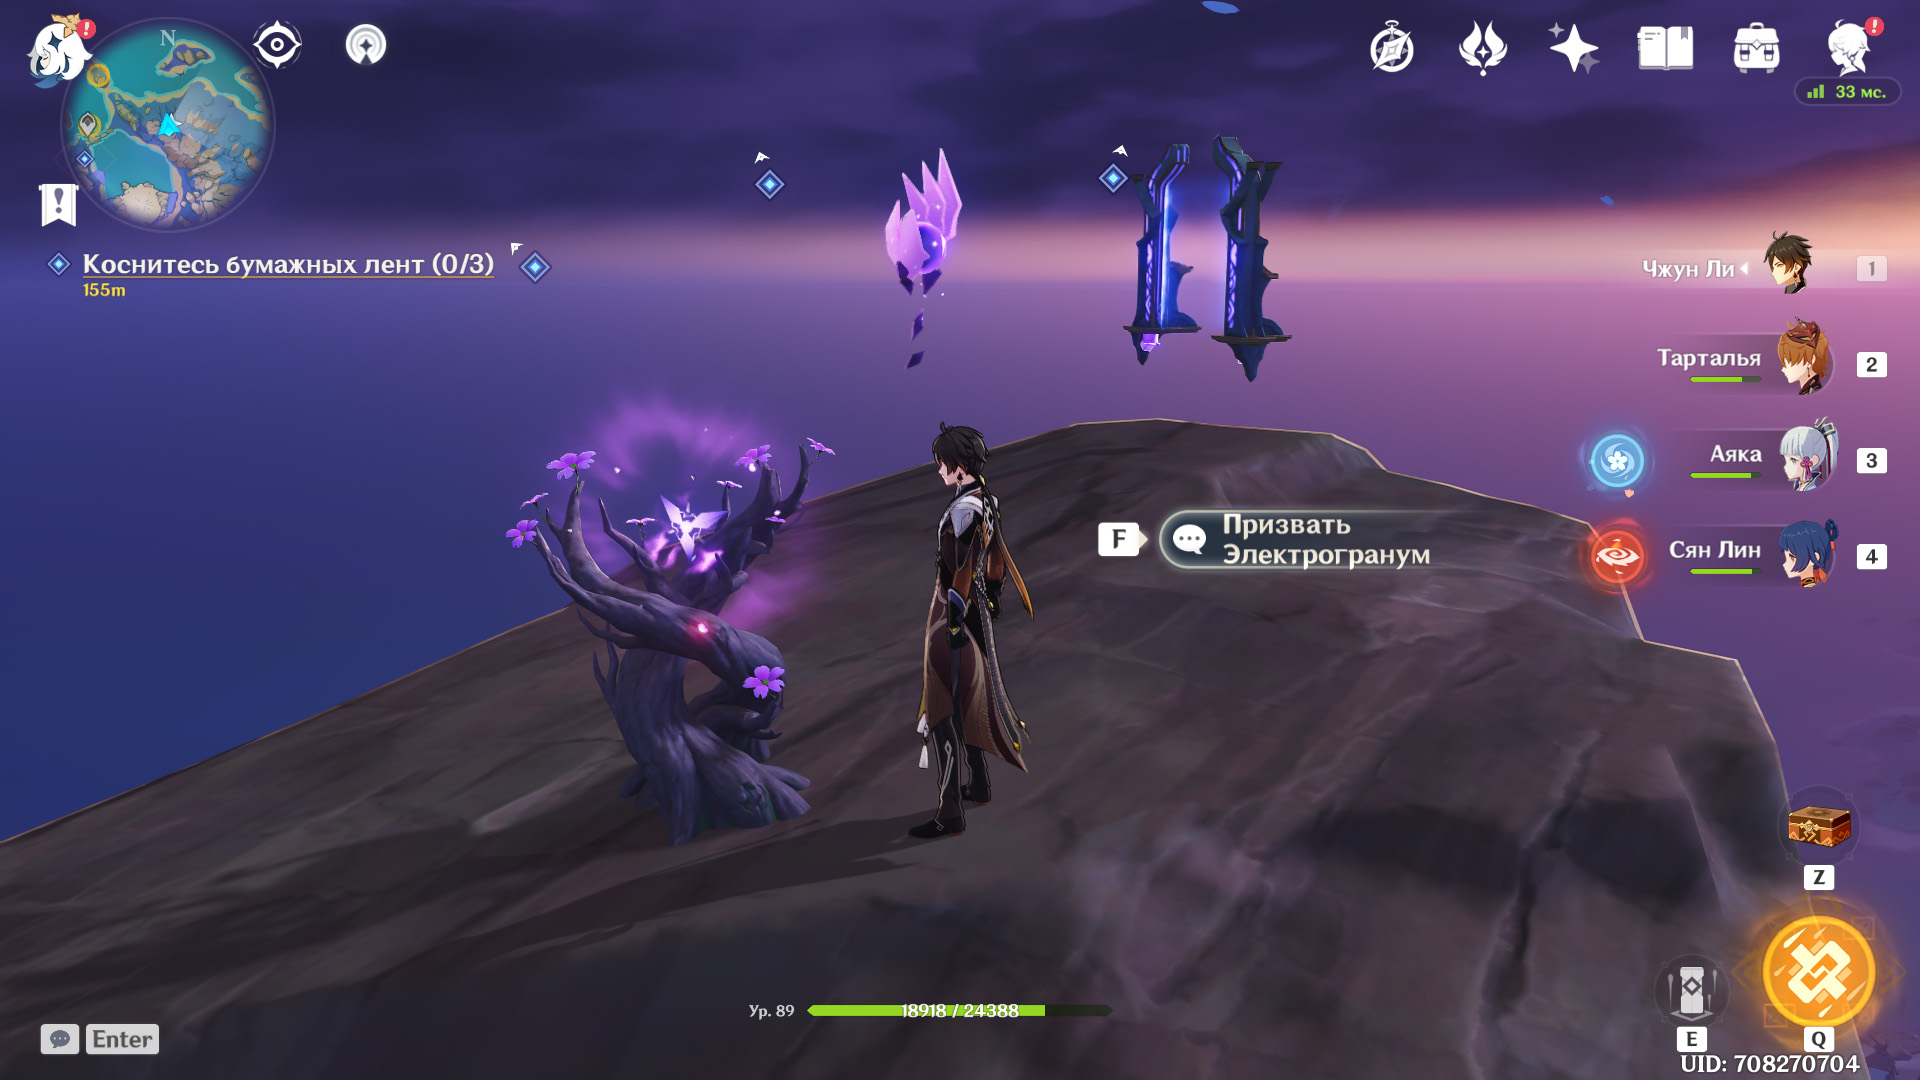 N
33 мс.
Коснитесь бумажных лент (0/3)
155m
Чжун Ли
1
Тарталья
2
Аяка
3
Сян Лин
4
F
Призвать
Электрогранум
Z
Ур. 89
18918 / 24388
E
Q
Enter
UID: 708270704